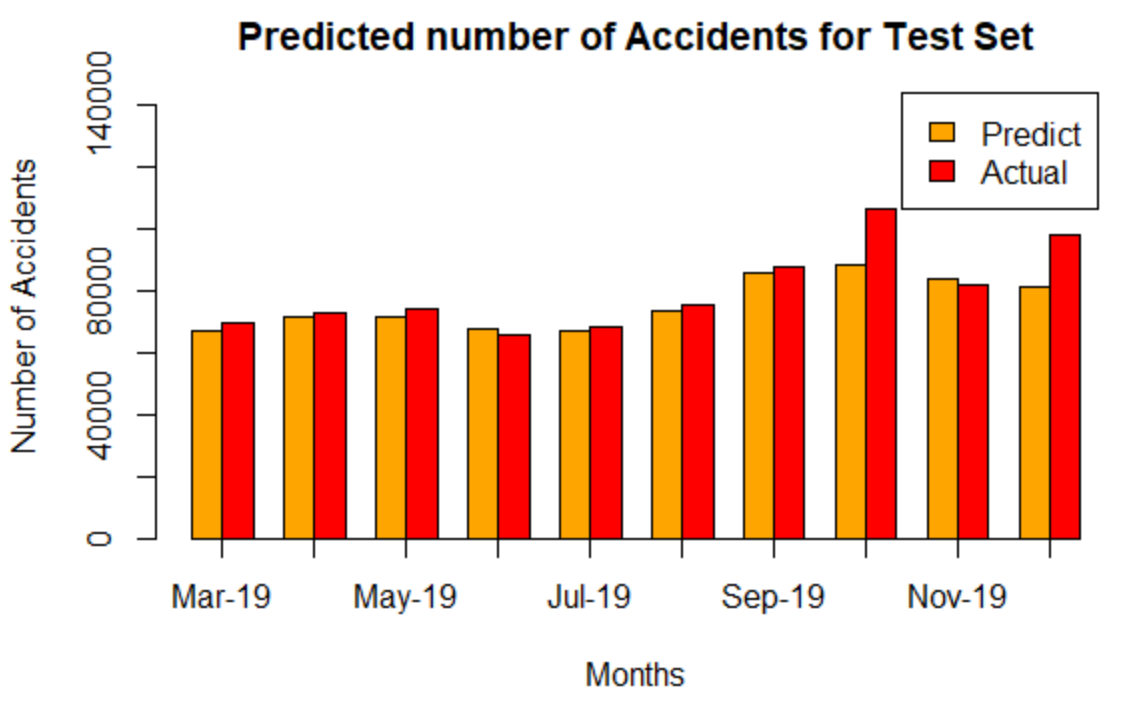 Predicted number of Accidents for Test Set
Predict
Actual
Number of Accidents
140000
80000
40000
0
Mar-19 May-19 Jul-19 Sep-19 Nov-19
Months